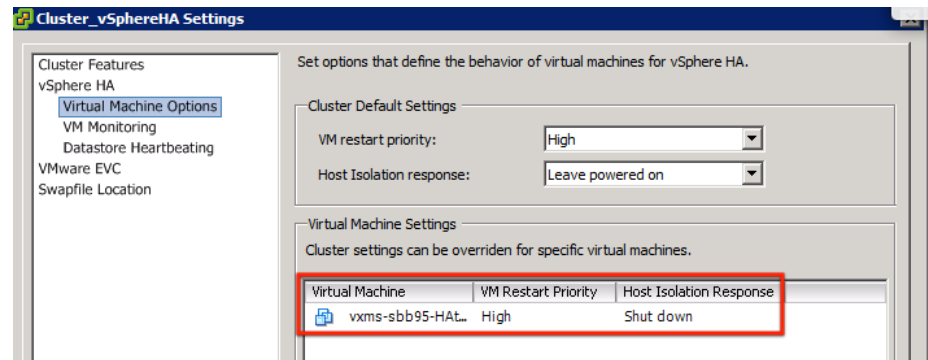 Cluster_vSphereHA Settings
Cluster Features
vSphere HA
Virtual Machine Options
VM Monitoring
Datastore Heartbeating
VMware EVC
Swapfile Location
Set options that define the behavior of virtual machines for vSphere HA.
Cluster Default Settings
VM restart priority: High
Host Isolation response: Leave powered on
Virtual Machine Settings
Cluster settings can be overriden for specific virtual machines.
Virtual Machine VM Restart Priority Host Isolation Response
vxms-sbb95-HAt... High Shut down